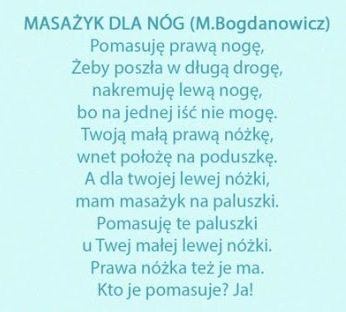 MASAŻYK DLA NÓG (M.Bogdanowicz)
Pomasuję prawą nogę,
Żeby poszła w długą drogę,
nakremuję lewą nogę,
bo na jednej iść nie mogę.
Twoją małą prawą nóżkę,
wnet położę na poduszkę.
A dla twojej lewej nóżki,
mam masażyk na paluszki.
Pomasuję te paluszki
u Twej małej lewej nóżki.
Prawa nóżka też je ma.
Kto je pomasuje? Ja!